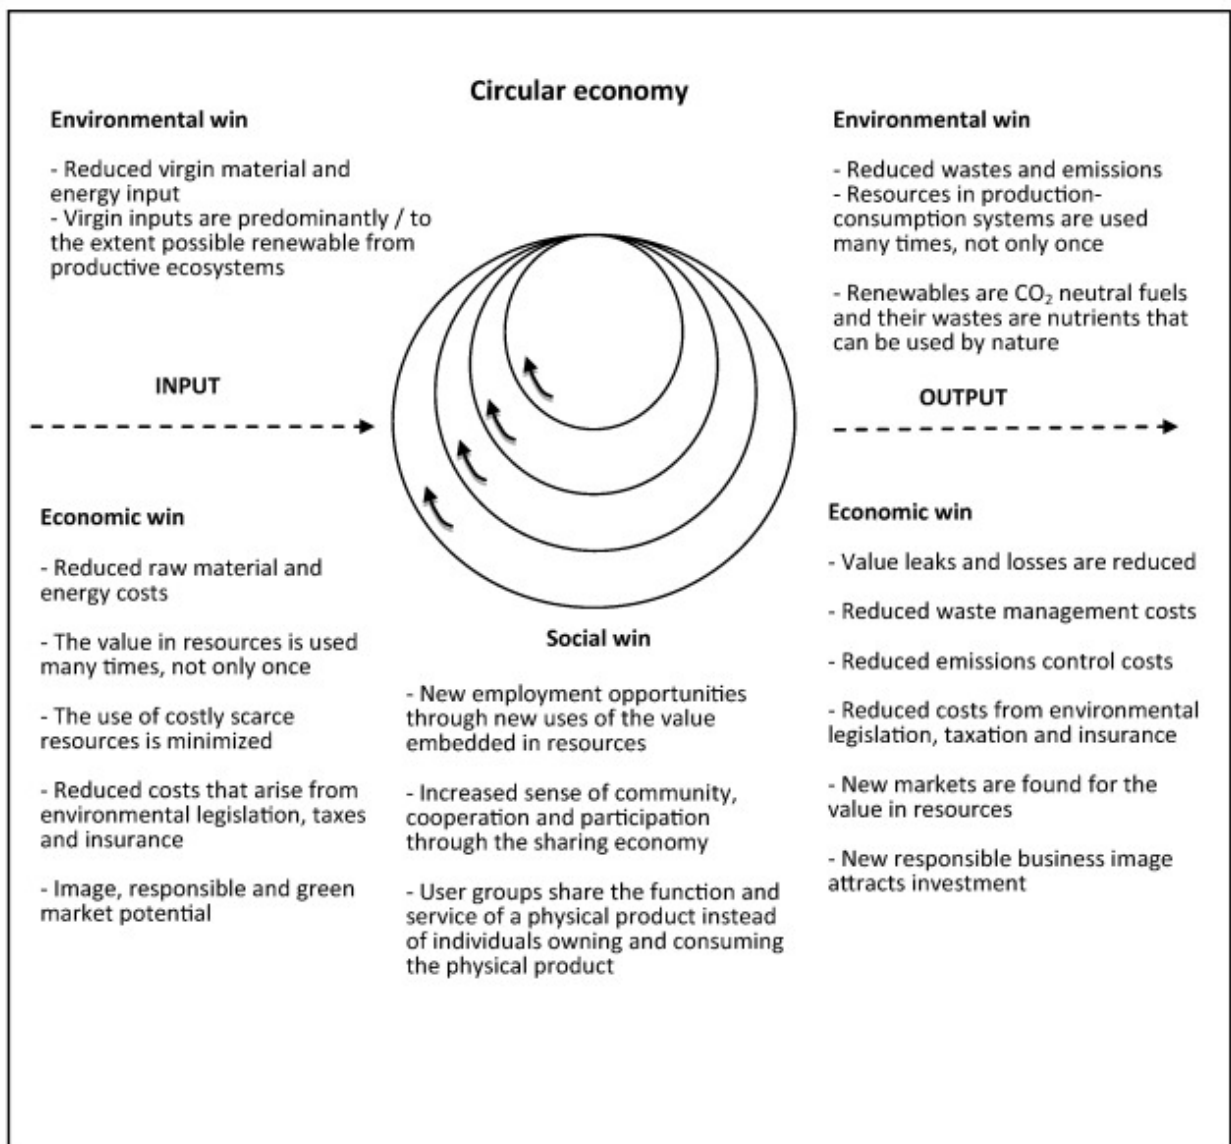 Circular economy
Environmental win
- Reduced virgin material and
energy input
- Virgin inputs are predominantly / to
the extent possible renewable from
productive ecosystems
INPUT
Economic win
- Reduced raw material and
energy costs
- The value in resources is used
many times, not only once
- The use of costly scarce
resources is minimized
- Reduced costs that arise from
environmental legislation, taxes
and insurance
- Image, responsible and green
market potential
Social win
- New employment opportunities
through new uses of the value
embedded in resources
- Increased sense of community,
cooperation and participation
through the sharing economy
- User groups share the function and
service of a physical product instead
of individuals owning and consuming
the physical product
Environmental win
- Reduced wastes and emissions
- Resources in production-
consumption systems are used
many times, not only once
- Renewables are CO₂ neutral fuels
and their wastes are nutrients that
can be used by nature
OUTPUT
Economic win
- Value leaks and losses are reduced
- Reduced waste management costs
- Reduced emissions control costs
- Reduced costs from environmental
legislation, taxation and insurance
- New markets are found for the
value in resources
- New responsible business image
attracts investment